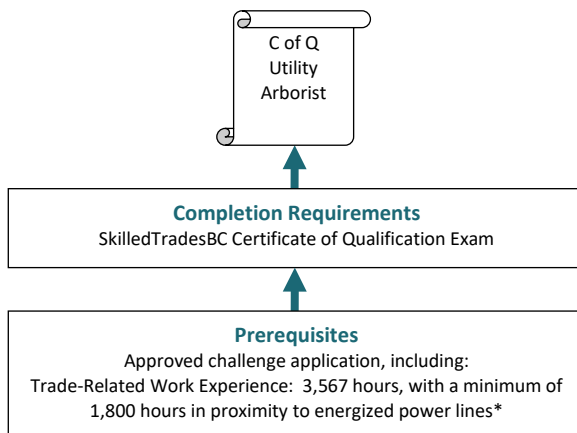 C of Q
Utility
Arborist
Completion Requirements
SkilledTradesBC Certificate of Qualification Exam
Prerequisites
Approved challenge application, including:
Trade-Related Work Experience: 3,567 hours, with a minimum of
1,800 hours in proximity to energized power lines*